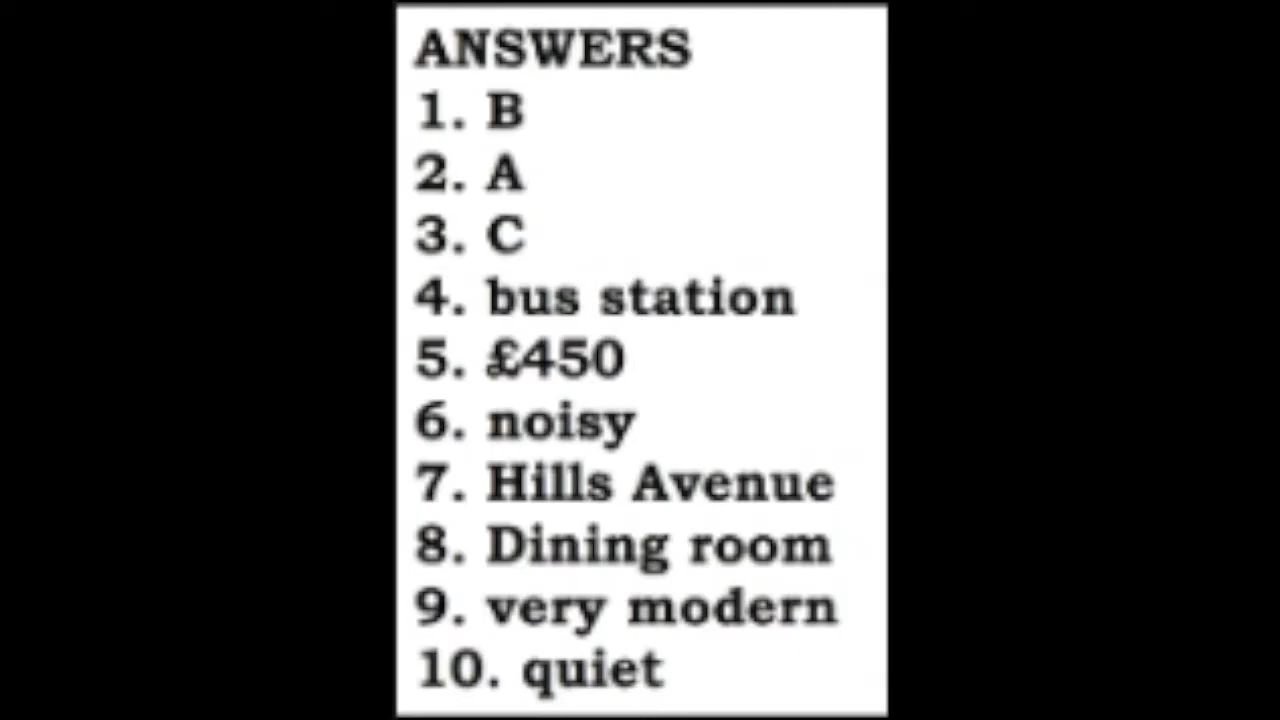 ANSWERS
1. B
2. A
3. C
4. bus station
5. £450
6. noisy
7. Hills Avenue
8. Dining room
9. very modern
10. quiet